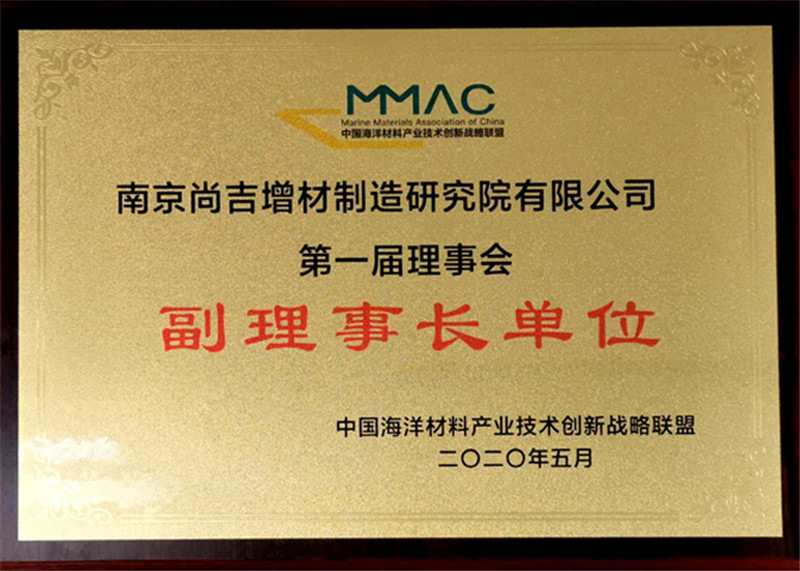 MMAC
Marine Materials Association of China
中国海洋材料产业技术创新战略联盟
南京尚吉增材制造研究院有限公司
第一届理事会
副理事长单位
中国海洋材料产业技术创新战略联盟
二〇二〇年五月